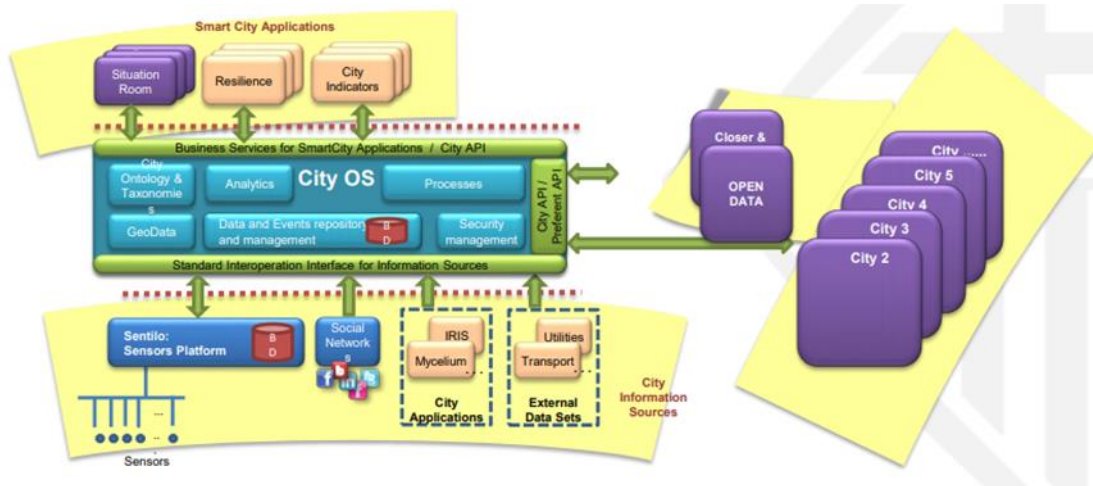 Smart City Applications
Situation
Room
Resilience
City
Indicators
Business Services for SmartCity Applications / City API
City
Ontology &
Taxonomie
s
Analytics
City OS
Processes
GeoData
Data and Events repository
and management
B
D
Security
management
City API /
Preferent API
Standard Interoperation Interface for Information Sources
Closer &
OPEN
DATA
City ......
City 5
City 4
City 3
City 2
Sentilo:
Sensors Platform
B
D
Social
Network
s
f
b
in
f
IRIS
Mycelium
...
City
Applications
Utilities
Transport
...
External
Data Sets
City
Information
Sources
...
..
.
Sensors